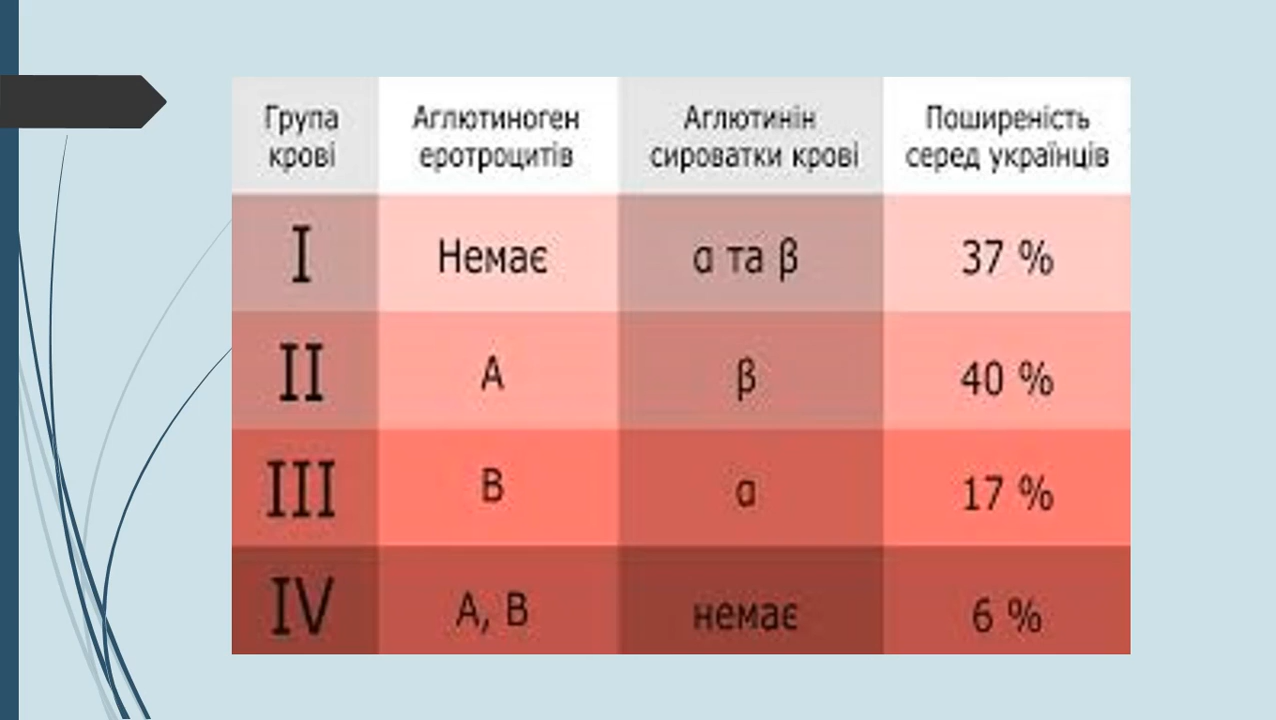 Група
крові
Аглютиноген
еротроцитів
Аглютинін
сироватки крові
Поширеність
серед українців
I
Немає
α та β
37 %
II
A
β
40 %
III
B
α
17 %
IV
A, B
немає
6 %